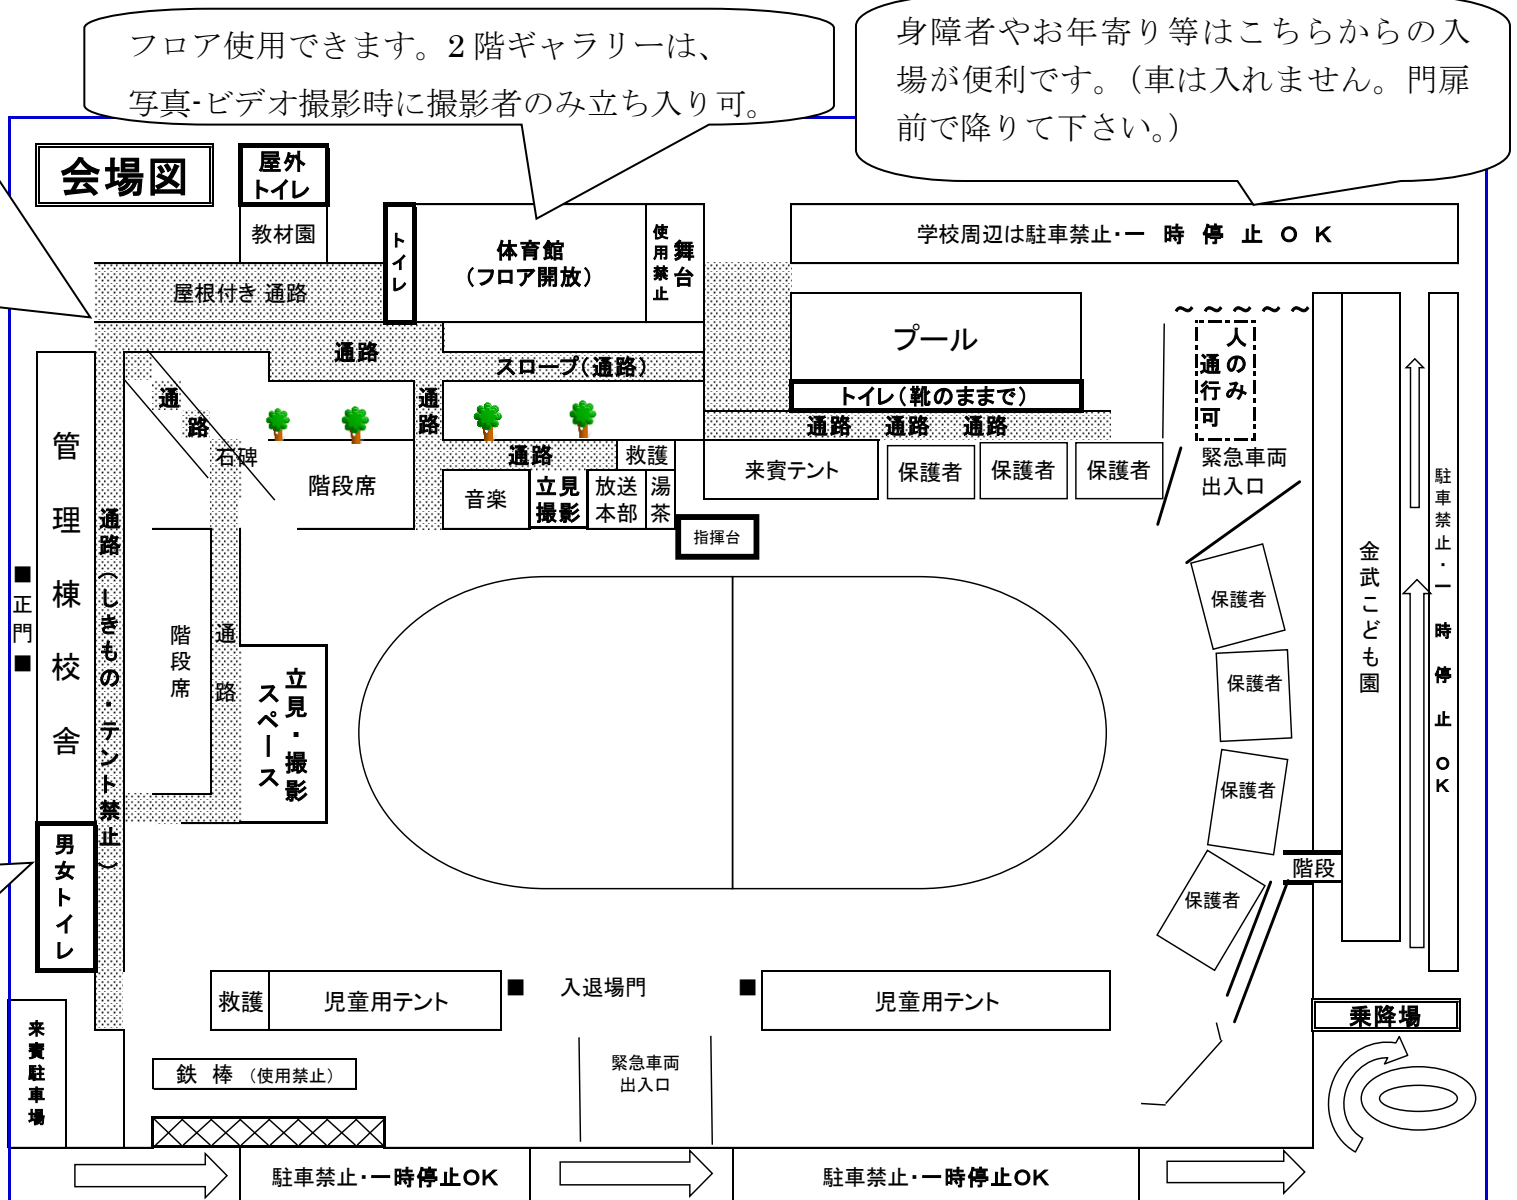 フロア使用できます。2階ギャラリーは、
写真-ビデオ撮影時に撮影者のみ立ち入り可。
身障者やお年寄り等はこちらからの入
場が便利です。(車は入れません。門扉
前で降りて下さい。)
会場図
屋外
トイレ
教材園
屋根付き 通路
トイレ
体育館
(フロア開放)
使用禁止
舞台
学校周辺は駐車禁止・一 時 停 止 O K
プール
トイレ(靴のままで)
~~~~~
人のみ
通行可
通路
スロープ(通路)
通路
通路
石碑
階段席
通路
救護
音楽
立見
撮影
放送
本部
湯茶
指揮台
通路 通路 通路
来賓テント
保護者
保護者
保護者
緊急車両
出入口
管理棟校舎
■正門■
通路(しきもの・テント禁止)
階段席
通路
立見・撮影
スペース
保護者
保護者
保護者
保護者
階段
金武こども園
駐車禁止・一 時 停 止 OK
男女トイレ
来賓駐車場
救護
児童用テント
■ 入退場門 ■
児童用テント
乗降場
鉄 棒 (使用禁止)
緊急車両
出入口
駐車禁止・一時停止OK
駐車禁止・一時停止OK